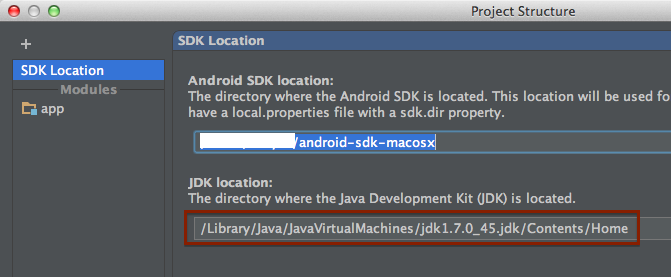 Project Structure
+
SDK Location
Modules
app
SDK Location
Android SDK location:
The directory where the Android SDK is located. This location will be used fo
have a local.properties file with a sdk.dir property.
/android-sdk-macosx
JDK location:
The directory where the Java Development Kit (JDK) is located.
/Library/Java/JavaVirtualMachines/jdk1.7.0_45.jdk/Contents/Home